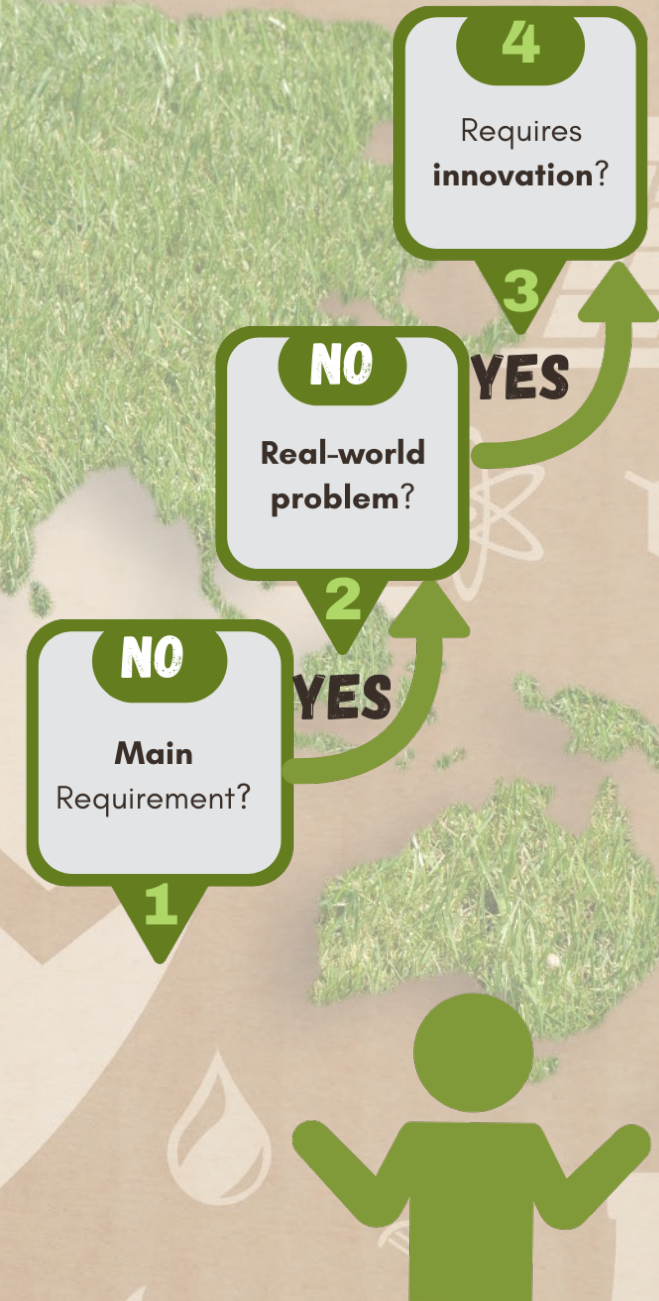 4
Requires
innovation?
3
NO
YES
Real-world
problem?
2
NO
YES
Main
Requirement?
1